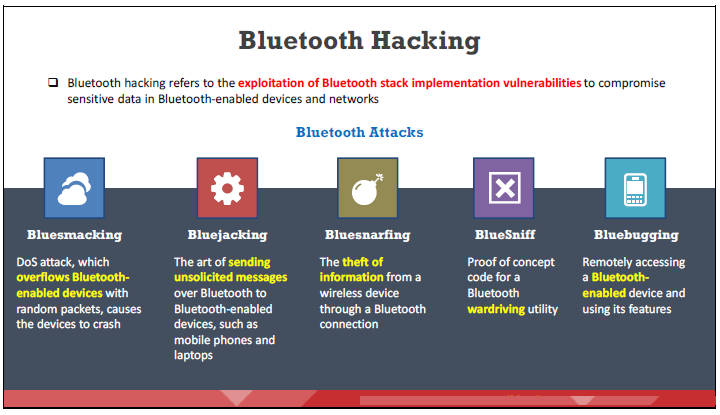 Bluetooth Hacking
Bluetooth hacking refers to the exploitation of Bluetooth stack implementation vulnerabilities to compromise
sensitive data in Bluetooth-enabled devices and networks
Bluetooth Attacks
Bluesmacking
DoS attack, which
overflows Bluetooth-
enabled devices with
random packets, causes
the devices to crash
Bluejacking
The art of sending
unsolicited messages
over Bluetooth to
Bluetooth-enabled
devices, such as
mobile phones and
laptops
Bluesnarfing
The theft of
information from a
wireless device
through a Bluetooth
connection
BlueSniff
Proof of concept
code for a
Bluetooth
wardriving utility
Bluebugging
Remotely accessing
a Bluetooth-
enabled device and
using its features